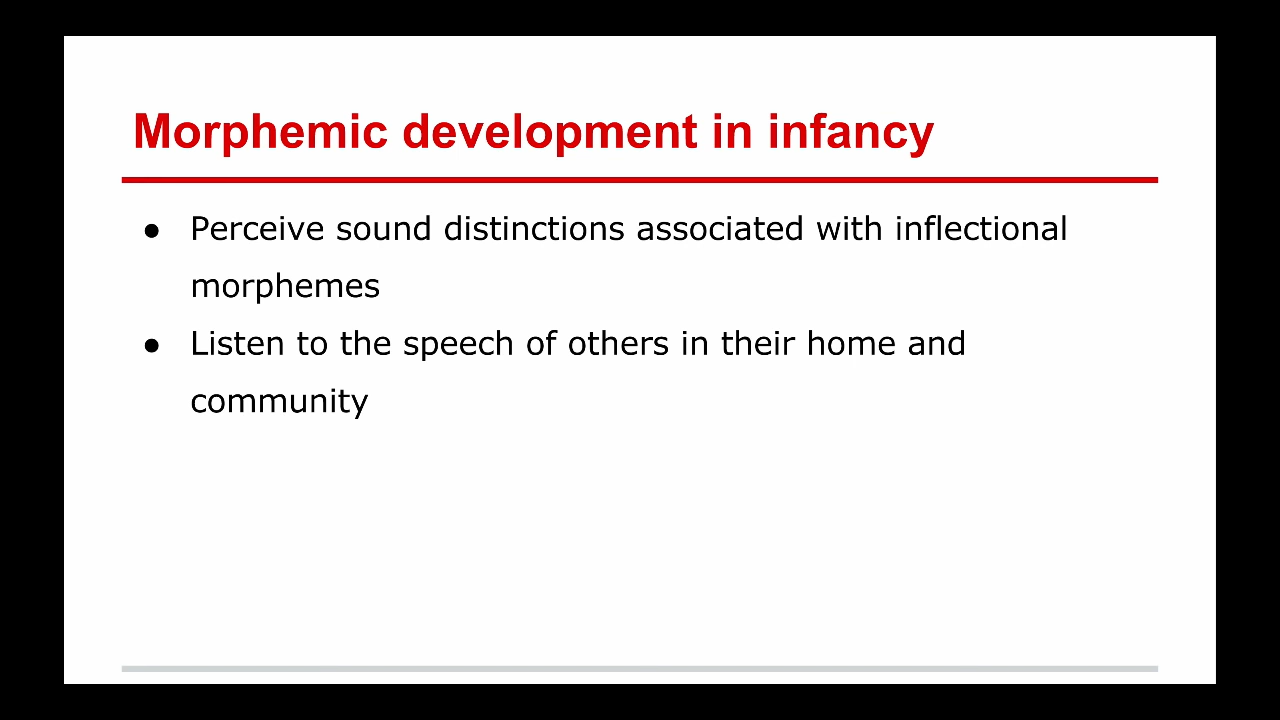 Morphemic development in infancy
● Perceive sound distinctions associated with inflectional
morphemes
● Listen to the speech of others in their home and
community